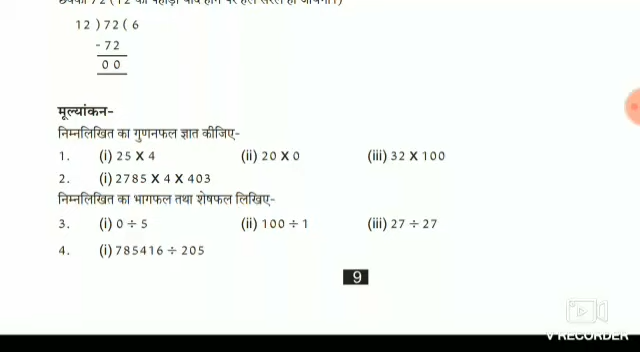 12 ) 72 ( 6
- 72
0 0
मूल्यांकन-
निम्नलिखित का गुणनफल ज्ञात कीजिए-
1. (i) 25 X 4 (ii) 20 X 0 (iii) 32 X 100
2. (i) 2785 X 4 X 403
निम्नलिखित का भागफल तथा शेषफल लिखिए-
3. (i) 0 ÷ 5 (ii) 100 ÷ 1 (iii) 27 ÷ 27
4. (i) 785416 ÷ 205
9
V RECORDER